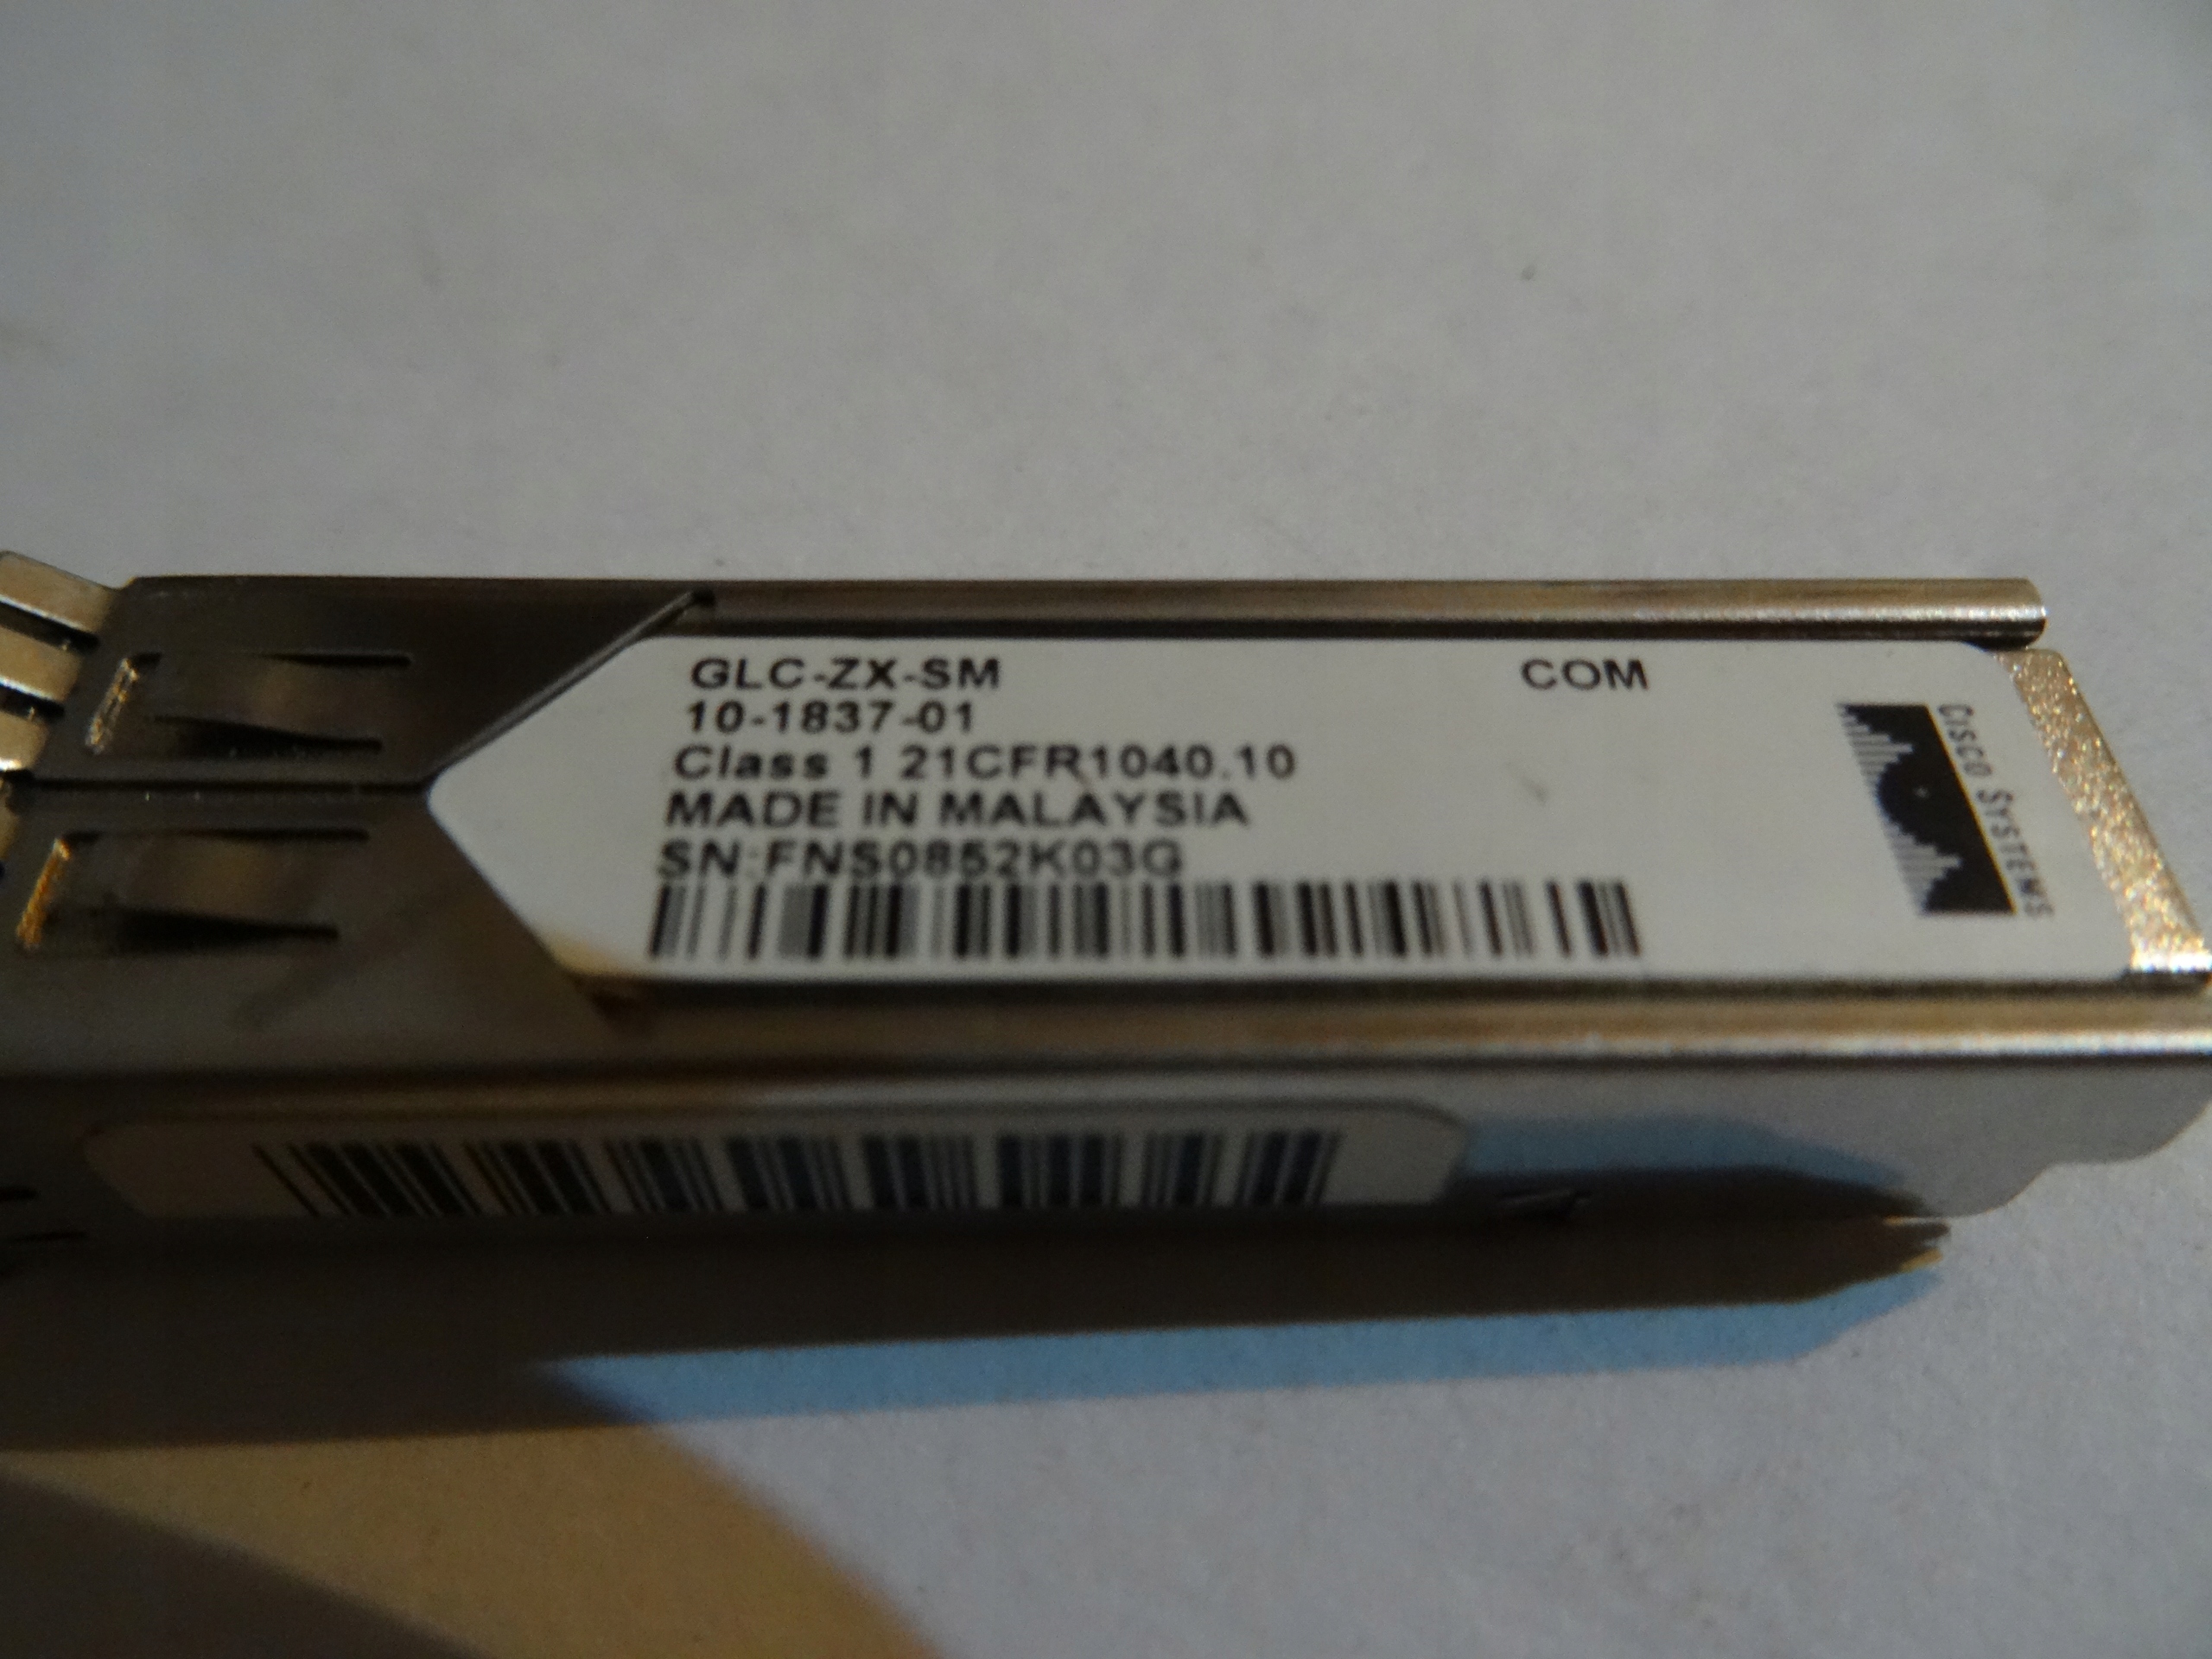 GLC-ZX-SM
COM
10-1837-01
Class 1 21CFR1040.10
MADE IN MALAYSIA
SN:FNS0852K03G
CISCO SYSTEMS